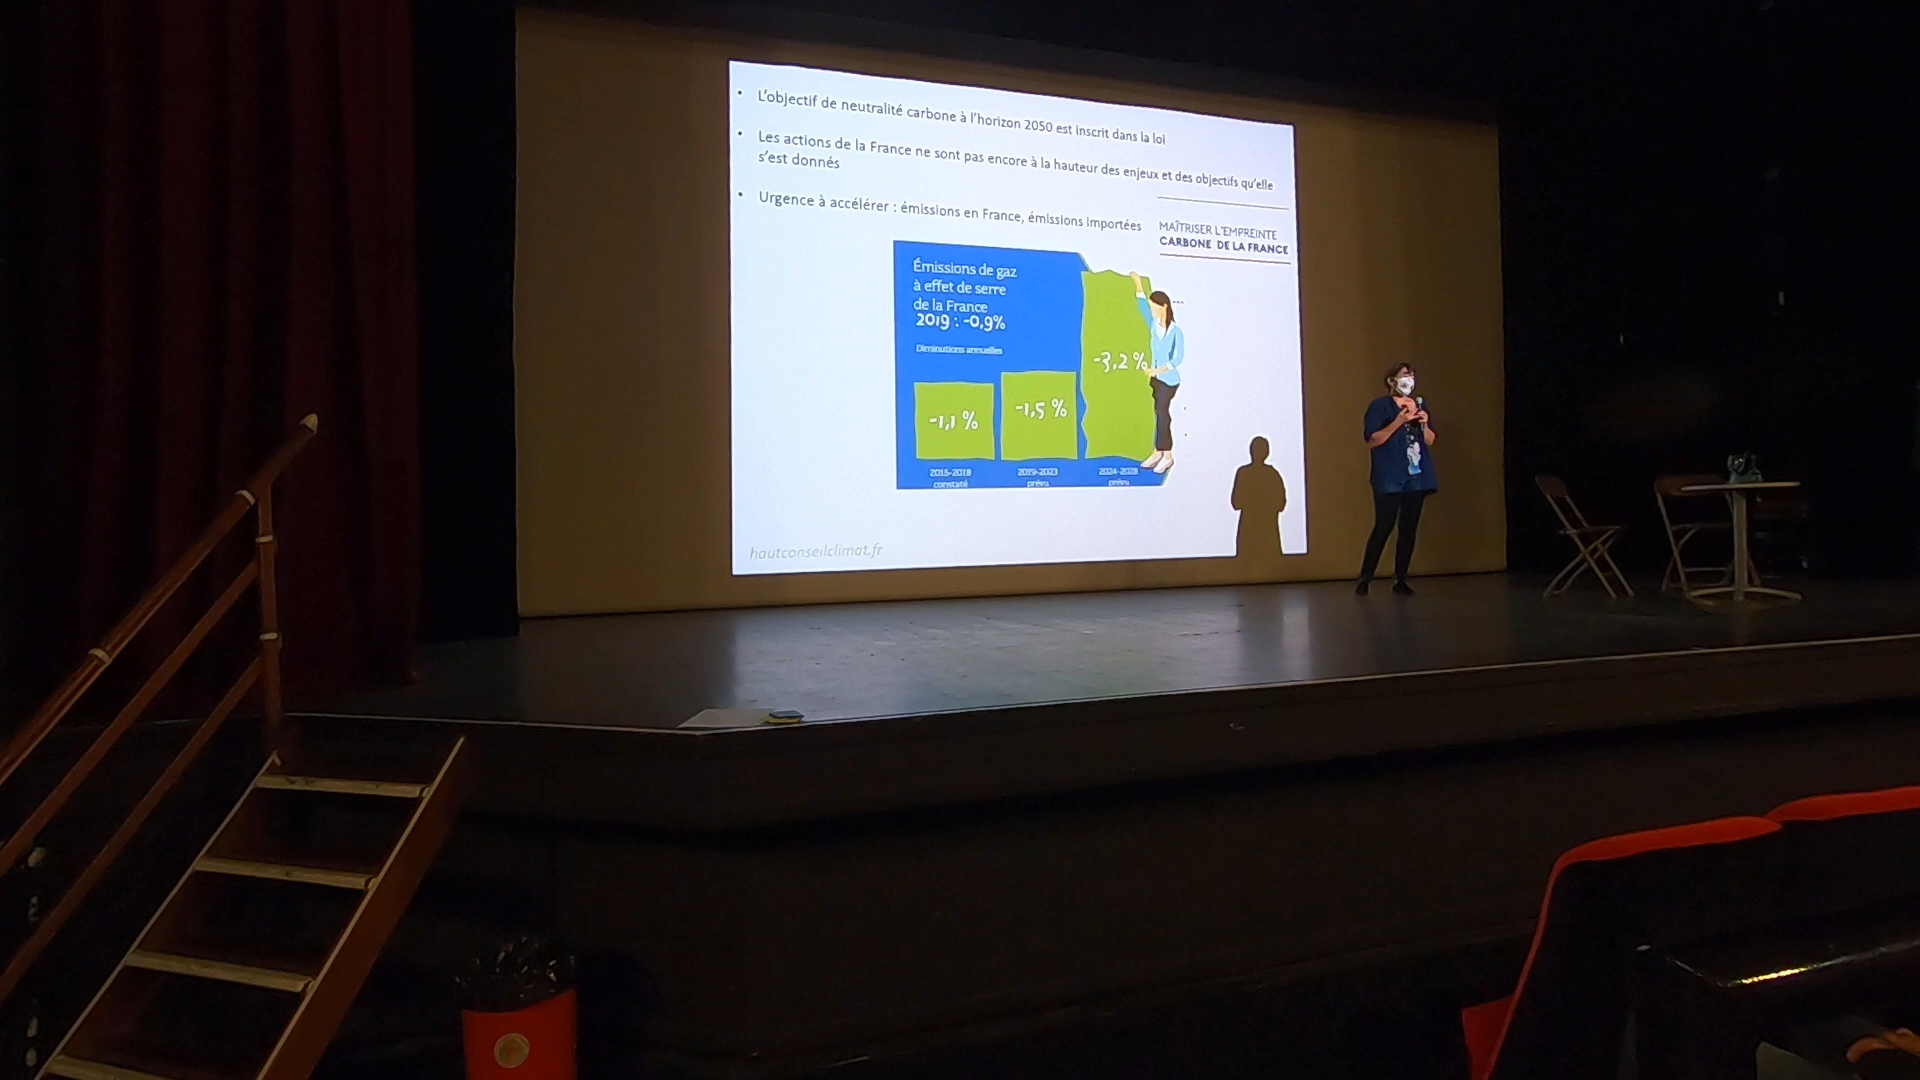 • L'objectif de neutralité carbone à l'horizon 2050 est inscrit dans la loi
• Les actions de la France ne sont pas encore à la hauteur des enjeux et des objectifs qu'elle
s'est donnés
• Urgence à accélérer : émissions en France, émissions importées
MAÎTRISER L'EMPREINTE
CARBONE DE LA FRANCE
Émissions de gaz
à effet de serre
de la France
2019 : -0,9%
Diminutions annuelles
-1,1 %
-1,5 %
-3,2 %
2015-2018
constaté
2019-2023
prévu
2024-2028
prévu
hautconseilclimat.fr